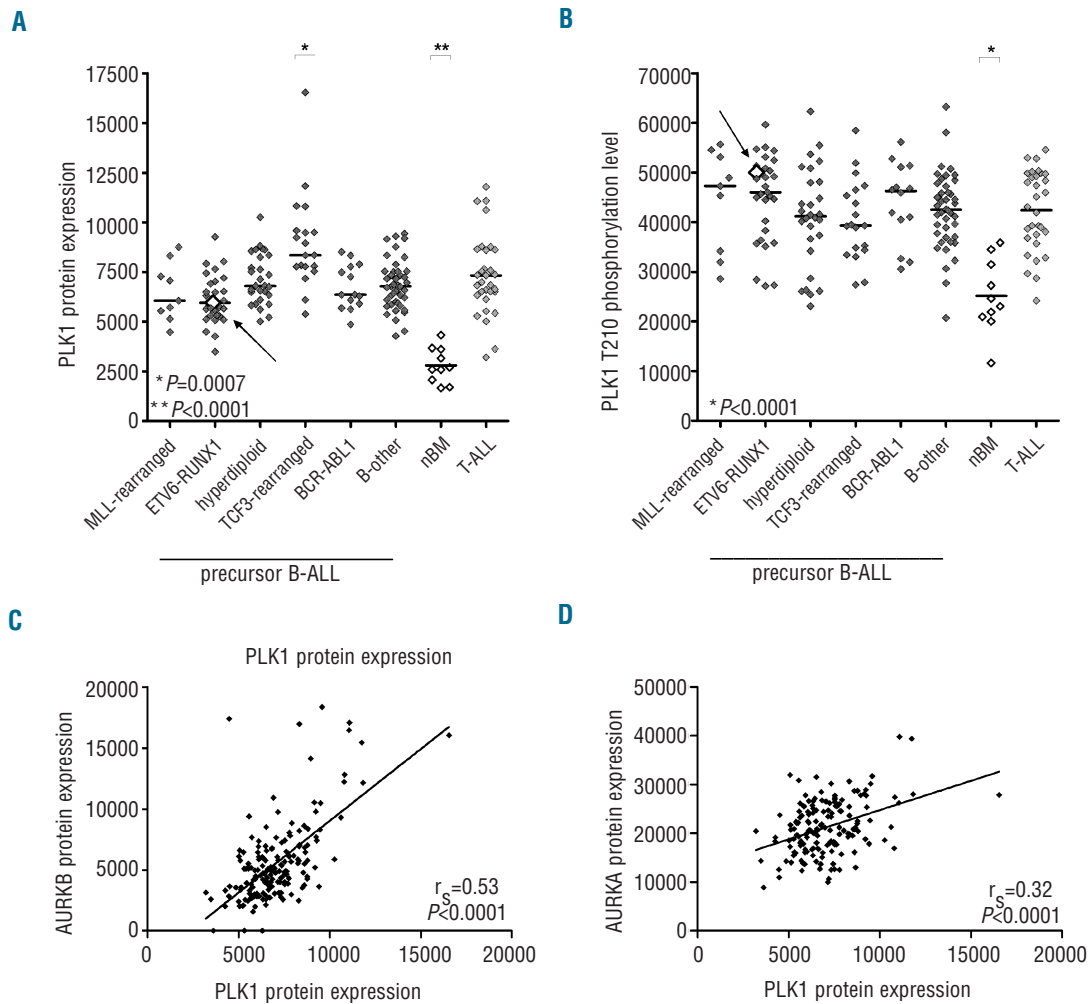 A
B
*
**
*
17500
15000
12500
10000
7500
5000
2500
0
PLK1 protein expression
* P=0.0007
** P<0.0001
MLL-rearranged
ETV6-RUNX1
hyperdiploid
TCF3-rearranged
BCR-ABL1
B-other
nBM
T-ALL
precursor B-ALL
70000
60000
50000
40000
30000
20000
10000
0
PLK1 T210 phosphorylation level
* P<0.0001
MLL-rearranged
ETV6-RUNX1
hyperdiploid
TCF3-rearranged
BCR-ABL1
B-other
nBM
T-ALL
precursor B-ALL
C
D
PLK1 protein expression
20000
15000
10000
5000
0
AURKB protein expression
rs=0.53
P<0.0001
0 5000 10000 15000 20000
PLK1 protein expression
50000
40000
30000
20000
10000
0
AURKA protein expression
rs=0.32
P<0.0001
0 5000 10000 15000 20000
PLK1 protein expression